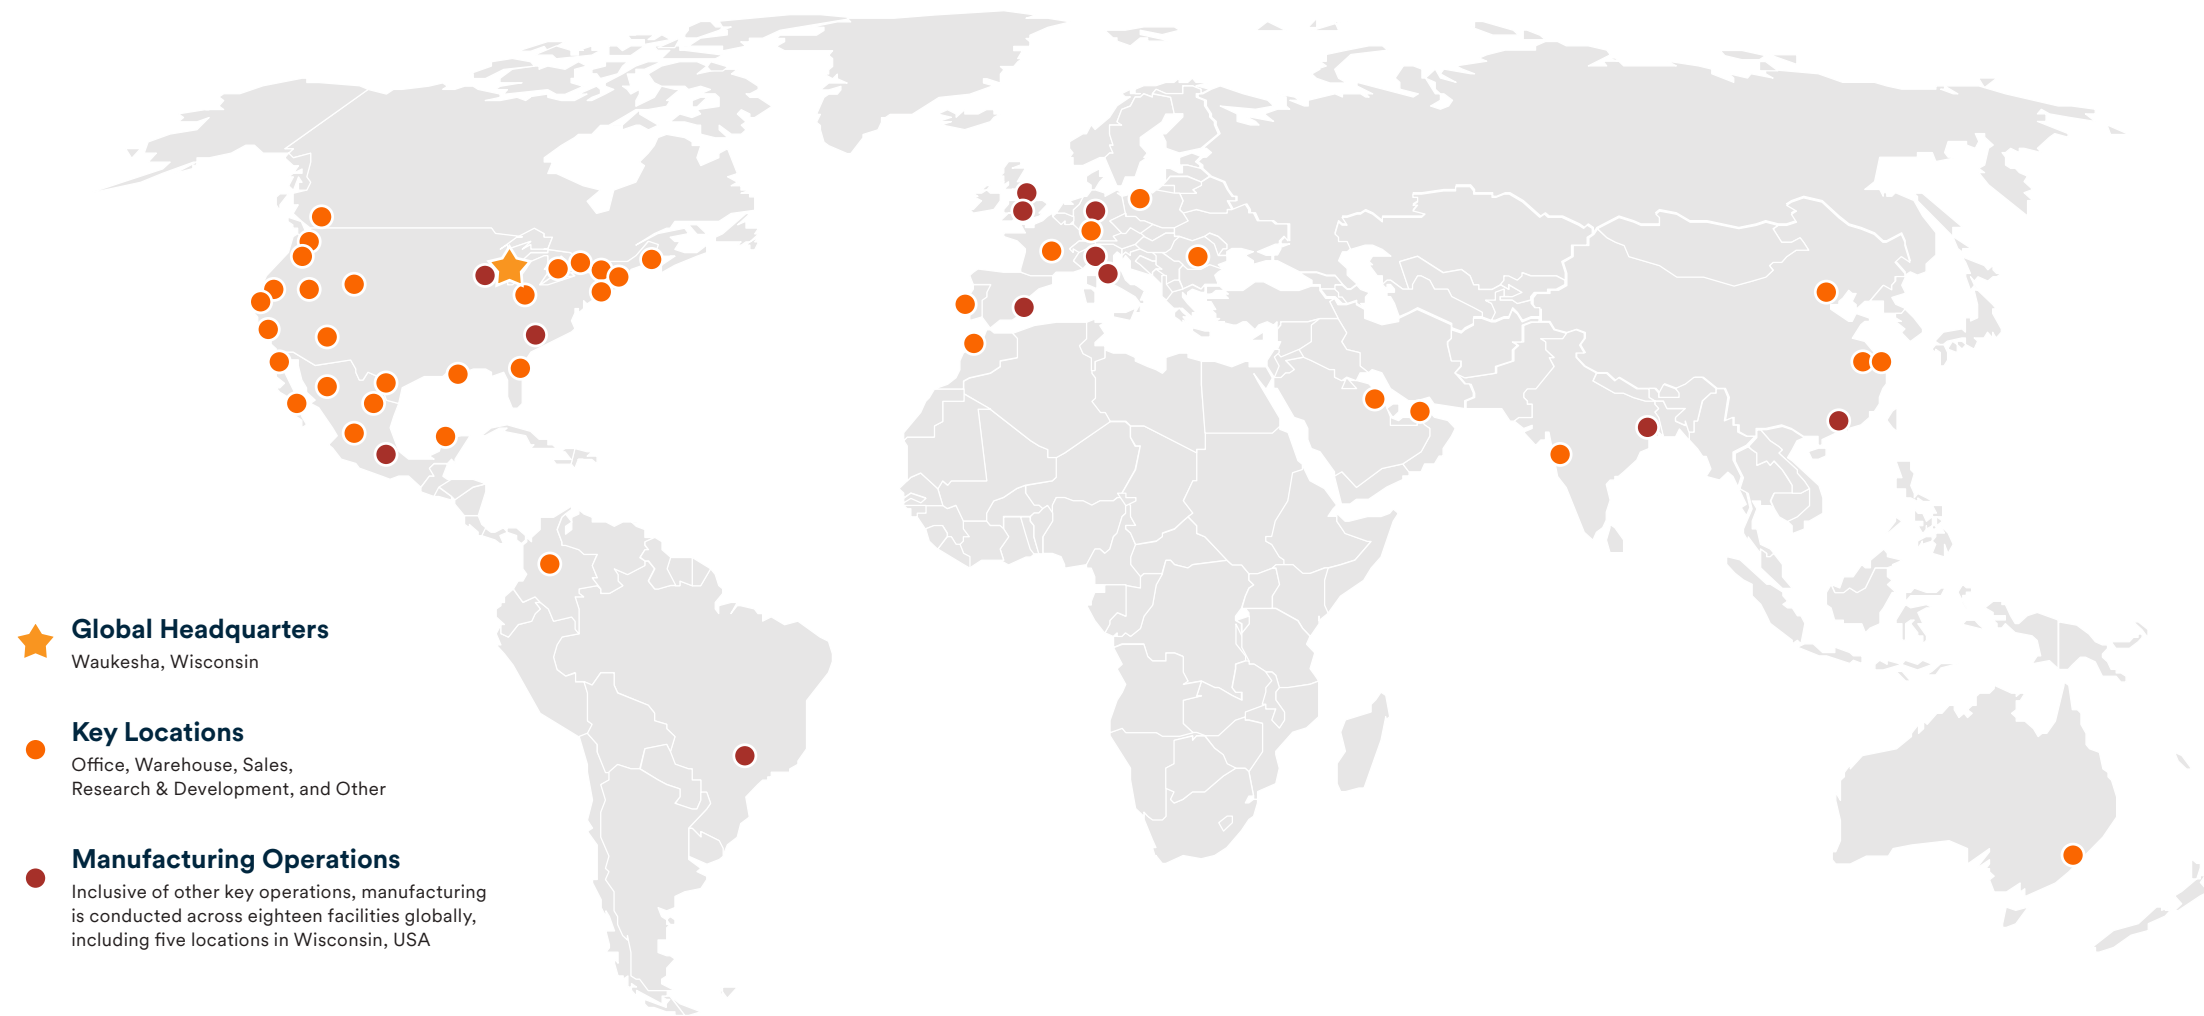 Global Headquarters
Waukesha, Wisconsin
Key Locations
Office, Warehouse, Sales,
Research & Development, and Other
Manufacturing Operations
Inclusive of other key operations, manufacturing
is conducted across eighteen facilities globally,
including five locations in Wisconsin, USA